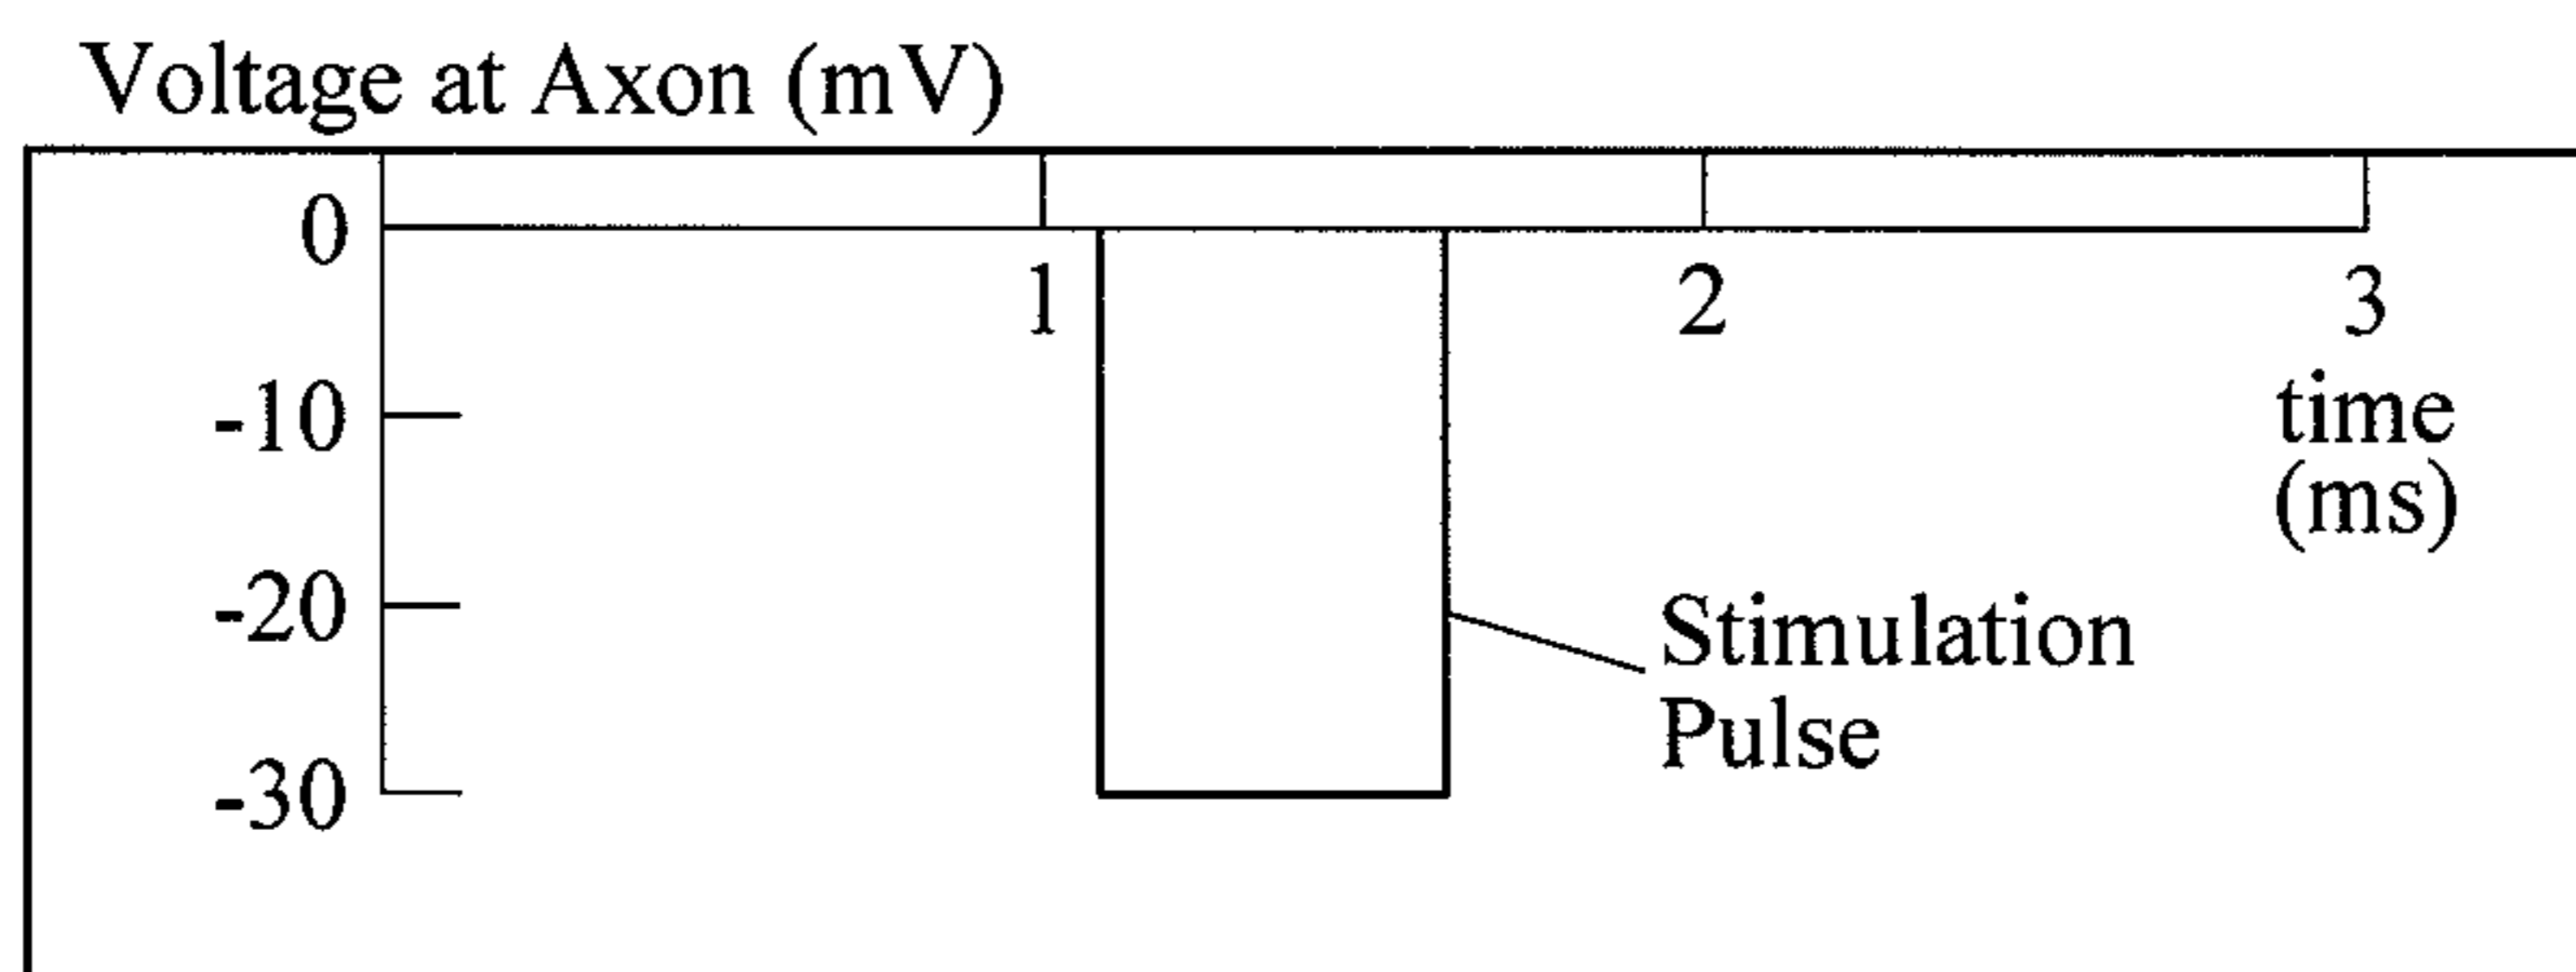 Voltage at Axon (mV)
0
1
2
3
-10
time
(ms)
-20
Stimulation
Pulse
-30